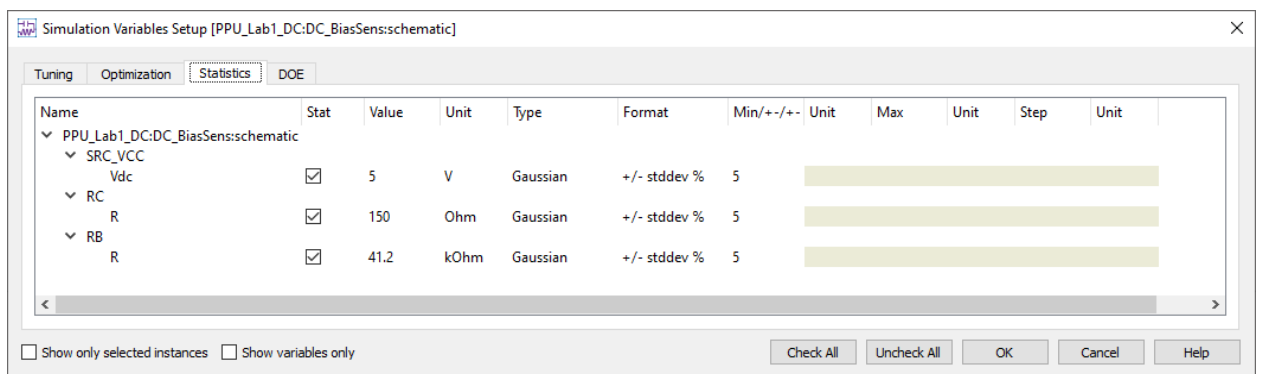 Simulation Variables Setup [PPU_Lab1_DC:DC_BiasSens:schematic]
Tuning Optimization Statistics DOE
Name Stat Value Unit Type Format Min/+-/+- Unit Max Unit Step Unit
PPU_Lab1_DC:DC_BiasSens:schematic
SRC_VCC
Vdc 5 V Gaussian +/- stddev % 5
RC
R 150 Ohm Gaussian +/- stddev % 5
RB
R 41.2 kOhm Gaussian +/- stddev % 5
Show only selected instances Show variables only Check All Uncheck All OK Cancel Help